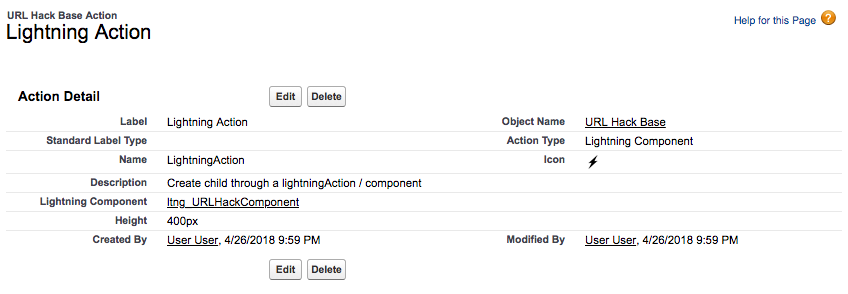 URL Hack Base Action
Lightning Action
Help for this Page ?
Action Detail
Edit Delete
Label Lightning Action Object Name URL Hack Base
Standard Label Type Action Type Lightning Component
Name LightningAction Icon
Description Create child through a lightningAction / component
Lightning Component ltng_URLHackComponent
Height 400px
Created By User User, 4/26/2018 9:59 PM Modified By User User, 4/26/2018 9:59 PM
Edit Delete